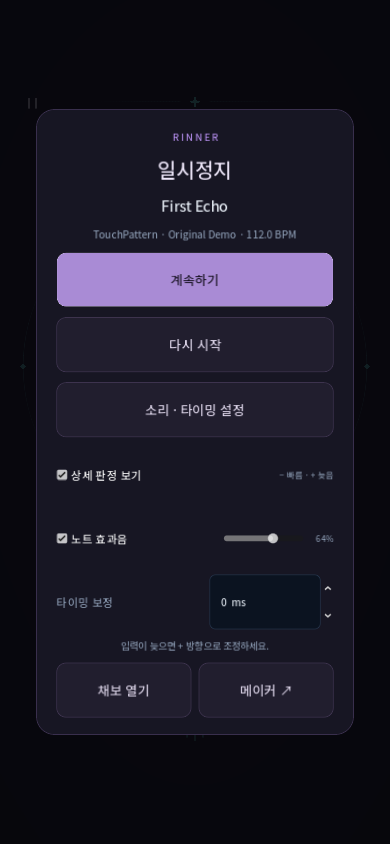 RINNER
일시정지
First Echo
TouchPattern · Original Demo · 112.0 BPM
계속하기
다시 시작
소리 · 타이밍 설정
상세 판정 보기 − 빠름 · + 늦음
노트 효과음 64%
타이밍 보정 0 ms
입력이 늦으면 + 방향으로 조정하세요.
채보 열기 메이커 ↗